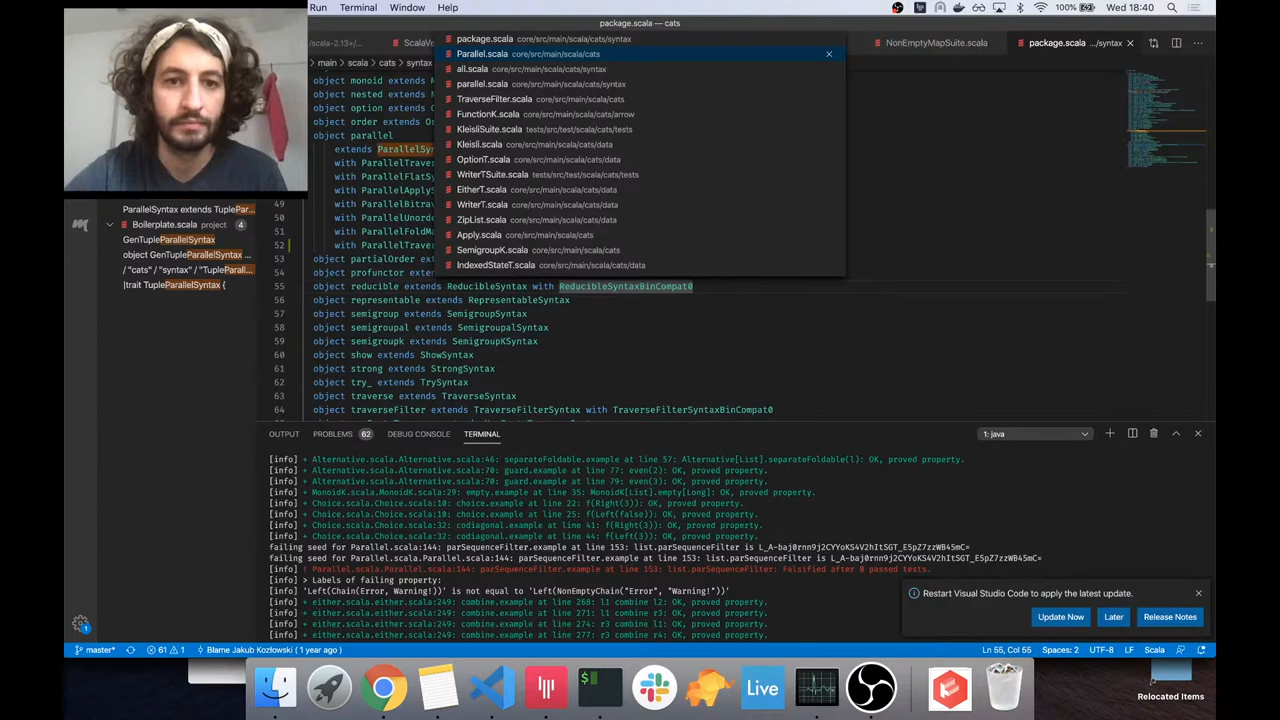 Run Terminal Window Help
100% Wed 18:40
package.scala — cats
/scala-2.13+/...
ScalaVe
NonEmptyMapSuite.scala
package.scala .../syntax
main > scala > cats > syntax
package.scala core/src/main/scala/cats/syntax
Parallel.scala core/src/main/scala/cats
all.scala core/src/main/scala/cats/syntax
parallel.scala core/src/main/scala/cats/syntax
TraverseFilter.scala core/src/main/scala/cats
FunctionK.scala core/src/main/scala/cats/arrow
KleisliSuite.scala tests/src/test/scala/cats/tests
Kleisli.scala core/src/main/scala/cats/data
OptionT.scala core/src/main/scala/cats/data
WriterTSuite.scala tests/src/test/scala/cats/tests
EitherT.scala core/src/main/scala/cats/data
WriterT.scala core/src/main/scala/cats/data
ZipList.scala core/src/main/scala/cats/data
Apply.scala core/src/main/scala/cats
SemigroupK.scala core/src/main/scala/cats
IndexedStateT.scala core/src/main/scala/cats/data
object monoid extends M
object nested extends M
object option extends O
object order extends Or
object parallel
extends ParallelSyn
with ParallelTraver
with ParallelFlatSy
49 with ParallelApplyS
50 with ParallelBitrav
with ParallelUnord
51 with ParallelFoldMa
52 with ParallelTraver
53 object partialOrder e
54 object profunctor ext
55 object reducible extends ReducibleSyntax with ReducibleSyntaxBinCompat0
56 object representable extends RepresentableSyntax
57 object semigroup extends SemigroupSyntax
58 object semigroupal extends SemigroupalSyntax
59 object semigroupk extends SemigroupKSyntax
60 object show extends ShowSyntax
61 object strong extends StrongSyntax
62 object try_ extends TrySyntax
63 object traverse extends TraverseSyntax
64 object traverseFilter extends TraverseFilterSyntax with TraverseFilterSyntaxBinCompat0
ParallelSyntax extends TuplePar...
Boilerplate.scala project 4
GenTupleParallelSyntax
object GenTupleParallelSyntax ...
/ "cats" / "syntax" / "TupleParall...
|trait TupleParallelSyntax {
OUTPUT PROBLEMS 62 DEBUG CONSOLE TERMINAL
1: java
[info] + Alternative.scala.Alternative.scala:46: separateFoldable.example at line 57: Alternative[List].separateFoldable(l): OK, proved property.
[info] + Alternative.scala.Alternative.scala:70: guard.example at line 77: even(2): OK, proved property.
[info] + Alternative.scala.Alternative.scala:70: guard.example at line 79: even(3): OK, proved property.
[info] + MonoidK.scala.MonoidK.scala:29: empty.example at line 35: MonoidK[List].empty[Long]: OK, proved property.
[info] + Choice.scala.Choice.scala:10: choice.example at line 22: f(Right(3)): OK, proved property.
[info] + Choice.scala.Choice.scala:10: choice.example at line 25: f(Left(false)): OK, proved property.
[info] + Choice.scala.Choice.scala:32: codiagonal.example at line 41: f(Right(3)): OK, proved property.
[info] + Choice.scala.Choice.scala:32: codiagonal.example at line 44: f(Left(3)): OK, proved property.
failing seed for Parallel.scala:144: parSequenceFilter.example at line 153: list.parSequenceFilter is L_A-baj0rnn9j2CYYoKS4V2hItSGT_E5pZ7zzWB45mC=
failing seed for Parallel.scala.Parallel.scala:144: parSequenceFilter.example at line 153: list.parSequenceFilter is L_A-baj0rnn9j2CYYoKS4V2hItSGT_E5pZ7zzWB45mC=
[info] ! Parallel.scala.Parallel.scala:144: parSequenceFilter.example at line 153: list.parSequenceFilter: Falsified after 0 passed tests.
[info] > Labels of failing property:
[info] 'Left(Chain(Error, Warning!))' is not equal to 'Left(NonEmptyChain("Error", "Warning!"))'
[info] + either.scala.either.scala:249: combine.example at line 268: l1 combine l2: OK, proved property.
[info] + either.scala.either.scala:249: combine.example at line 271: l1 combine r3: OK, proved property.
[info] + either.scala.either.scala:249: combine.example at line 274: r3 combine l1: OK, proved property.
[info] + either.scala.either.scala:249: combine.example at line 277: r3 combine r4: OK, proved property.
Restart Visual Studio Code to apply the latest update.
Update Now Later Release Notes
master* 61 1 Blame Jakub Kozłowski ( 1 year ago )
Ln 55, Col 55 Spaces: 2 UTF-8 LF Scala
Live
Relocated Items